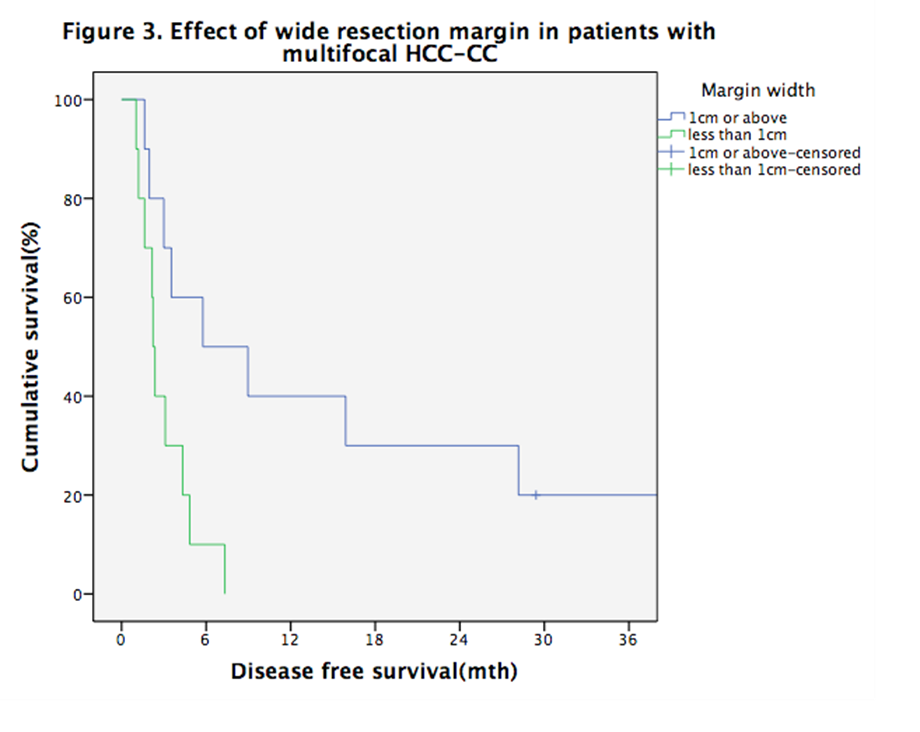 Figure 3. Effect of wide resection margin in patients with
multifocal HCC-CC
Margin width
1cm or above
less than 1cm
1cm or above-censored
less than 1cm-censored
Cumulative survival(%)
100
80
60
40
20
0
0 6 12 18 24 30 36
Disease free survival(mth)